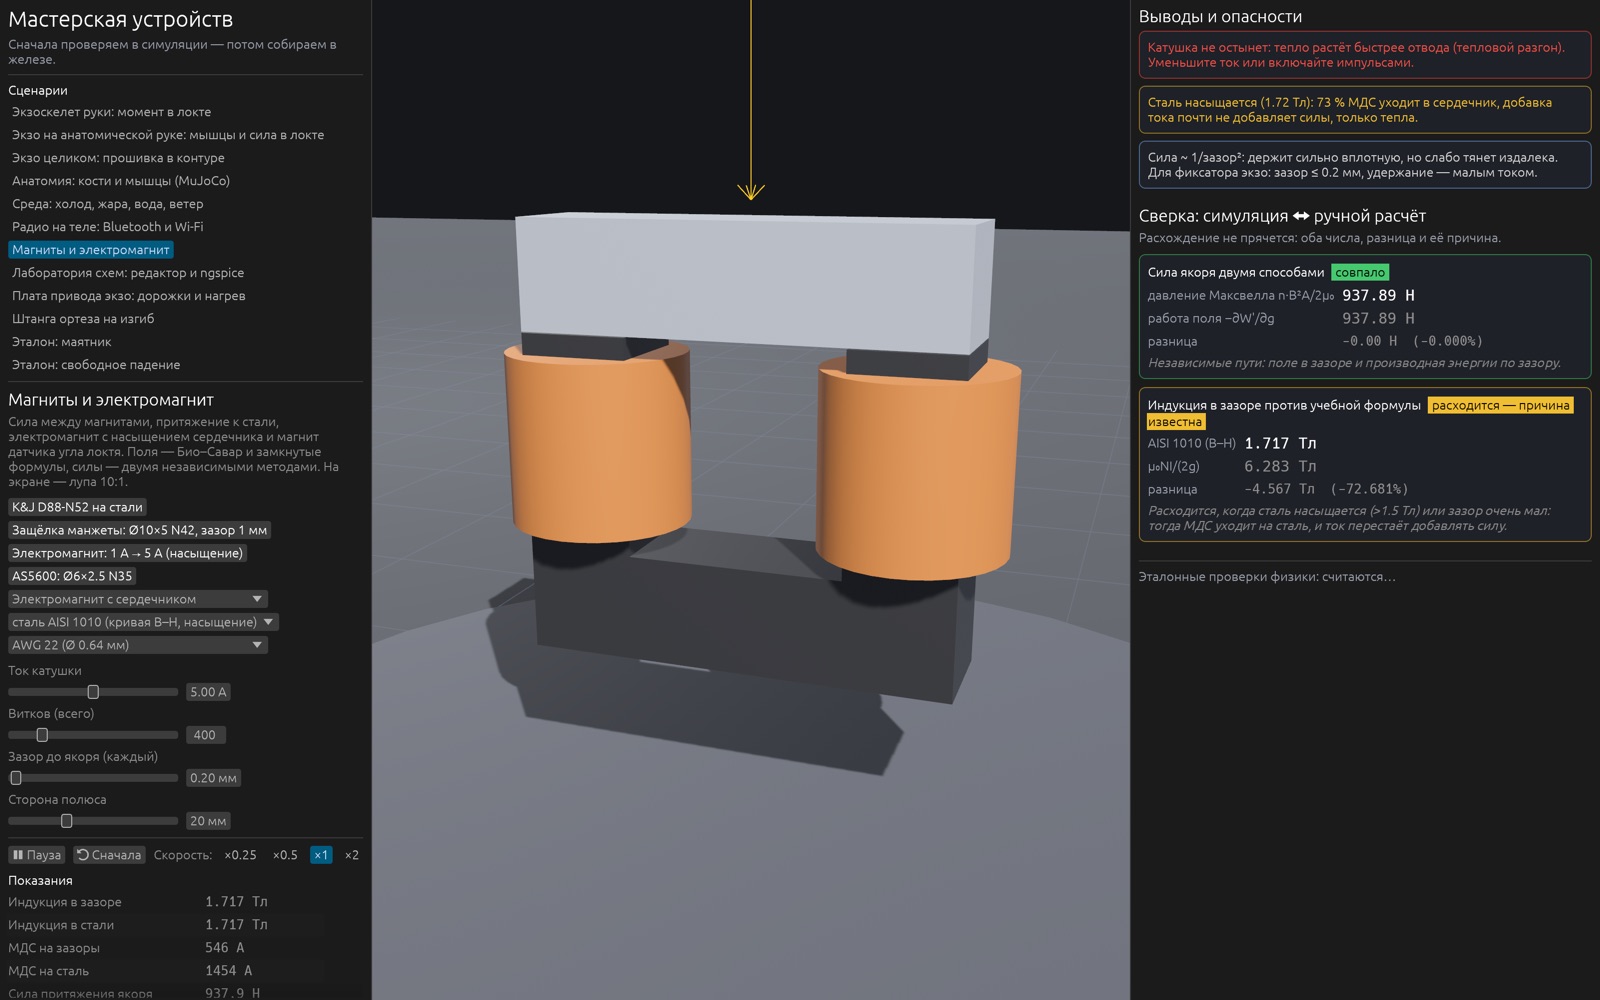 Мастерская устройств
Сначала проверяем в симуляции — потом собираем в
железе.
Сценарии
Экзоскелет руки: момент в локте
Экзо на анатомической руке: мышцы и сила в локте
Экзо целиком: прошивка в контуре
Анатомия: кости и мышцы (MuJoCo)
Среда: холод, жара, вода, ветер
Радио на теле: Bluetooth и Wi-Fi
Магниты и электромагнит
Лаборатория схем: редактор и ngspice
Плата привода экзо: дорожки и нагрев
Штанга ортеза на изгиб
Эталон: маятник
Эталон: свободное падение
Магниты и электромагнит
Сила между магнитами, притяжение к стали,
электромагнит с насыщением сердечника и магнит
датчика угла локтя. Поля — Био–Савар и замкнутые
формулы, силы — двумя независимыми методами. На
экране — лупа 10:1.
K&J D88-N52 на стали
Защёлка манжеты: Ø10×5 N42, зазор 1 мм
Электромагнит: 1 А → 5 А (насыщение)
AS5600: Ø6×2.5 N35
Электромагнит с сердечником
сталь AISI 1010 (кривая B–H, насыщение)
AWG 22 (Ø 0.64 мм)
Ток катушки
5.00 А
Витков (всего)
400
Зазор до якоря (каждый)
0.20 мм
Сторона полюса
20 мм
Пауза Сначала Скорость: ×0.25 ×0.5 ×1 ×2
Показания
Индукция в зазоре 1.717 Тл
Индукция в стали 1.717 Тл
МДС на зазоры 546 А
МДС на сталь 1454 А
Сила притяжения якоря 937.9 Н
Выводы и опасности
Катушка не остынет: тепло растёт быстрее отвода (тепловой разгон).
Уменьшите ток или включайте импульсами.
Сталь насыщается (1.72 Тл): 73 % МДС уходит в сердечник, добавка
тока почти не добавляет силы, только тепла.
Сила ~ 1/зазор²: держит сильно вплотную, но слабо тянет издалека.
Для фиксатора экзо: зазор ≤ 0.2 мм, удержание — малым током.
Сверка: симуляция ⬌ ручной расчёт
Расхождение не прячется: оба числа, разница и её причина.
Сила якоря двумя способами совпало
давление Максвелла n·B²A/2μ₀ 937.89 Н
работа поля −∂W'/∂g 937.89 Н
разница -0.00 Н (-0.000%)
Независимые пути: поле в зазоре и производная энергии по зазору.
Индукция в зазоре против учебной формулы расходится — причина
известна
AISI 1010 (B–H) 1.717 Тл
μ₀NI/(2g) 6.283 Тл
разница -4.567 Тл (-72.681%)
Расходится, когда сталь насыщается (>1.5 Тл) или зазор очень мал:
тогда МДС уходит на сталь, и ток перестаёт добавлять силу.
Эталонные проверки физики: считаются…